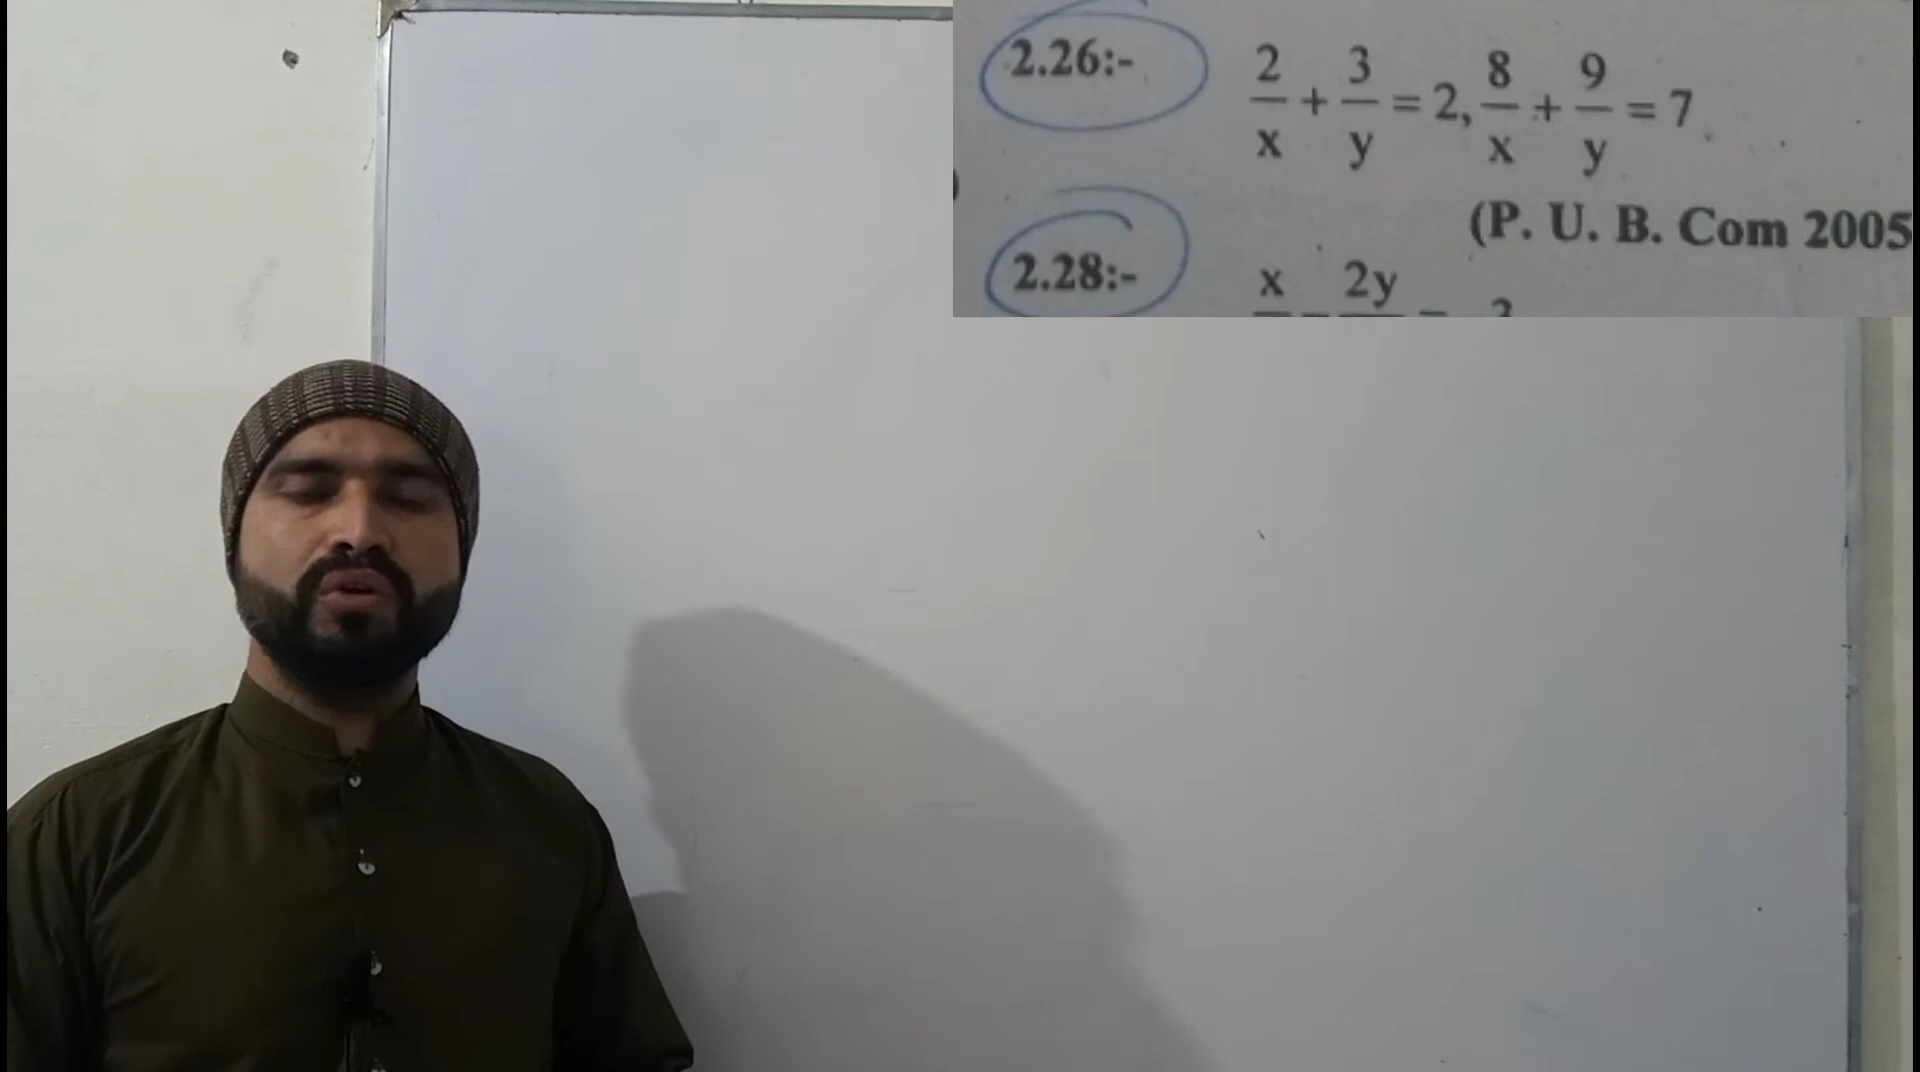 2.26:- 2/x + 3/y = 2, 8/x + 9/y = 7
(P. U. B. Com 2005
2.28:- x 2y